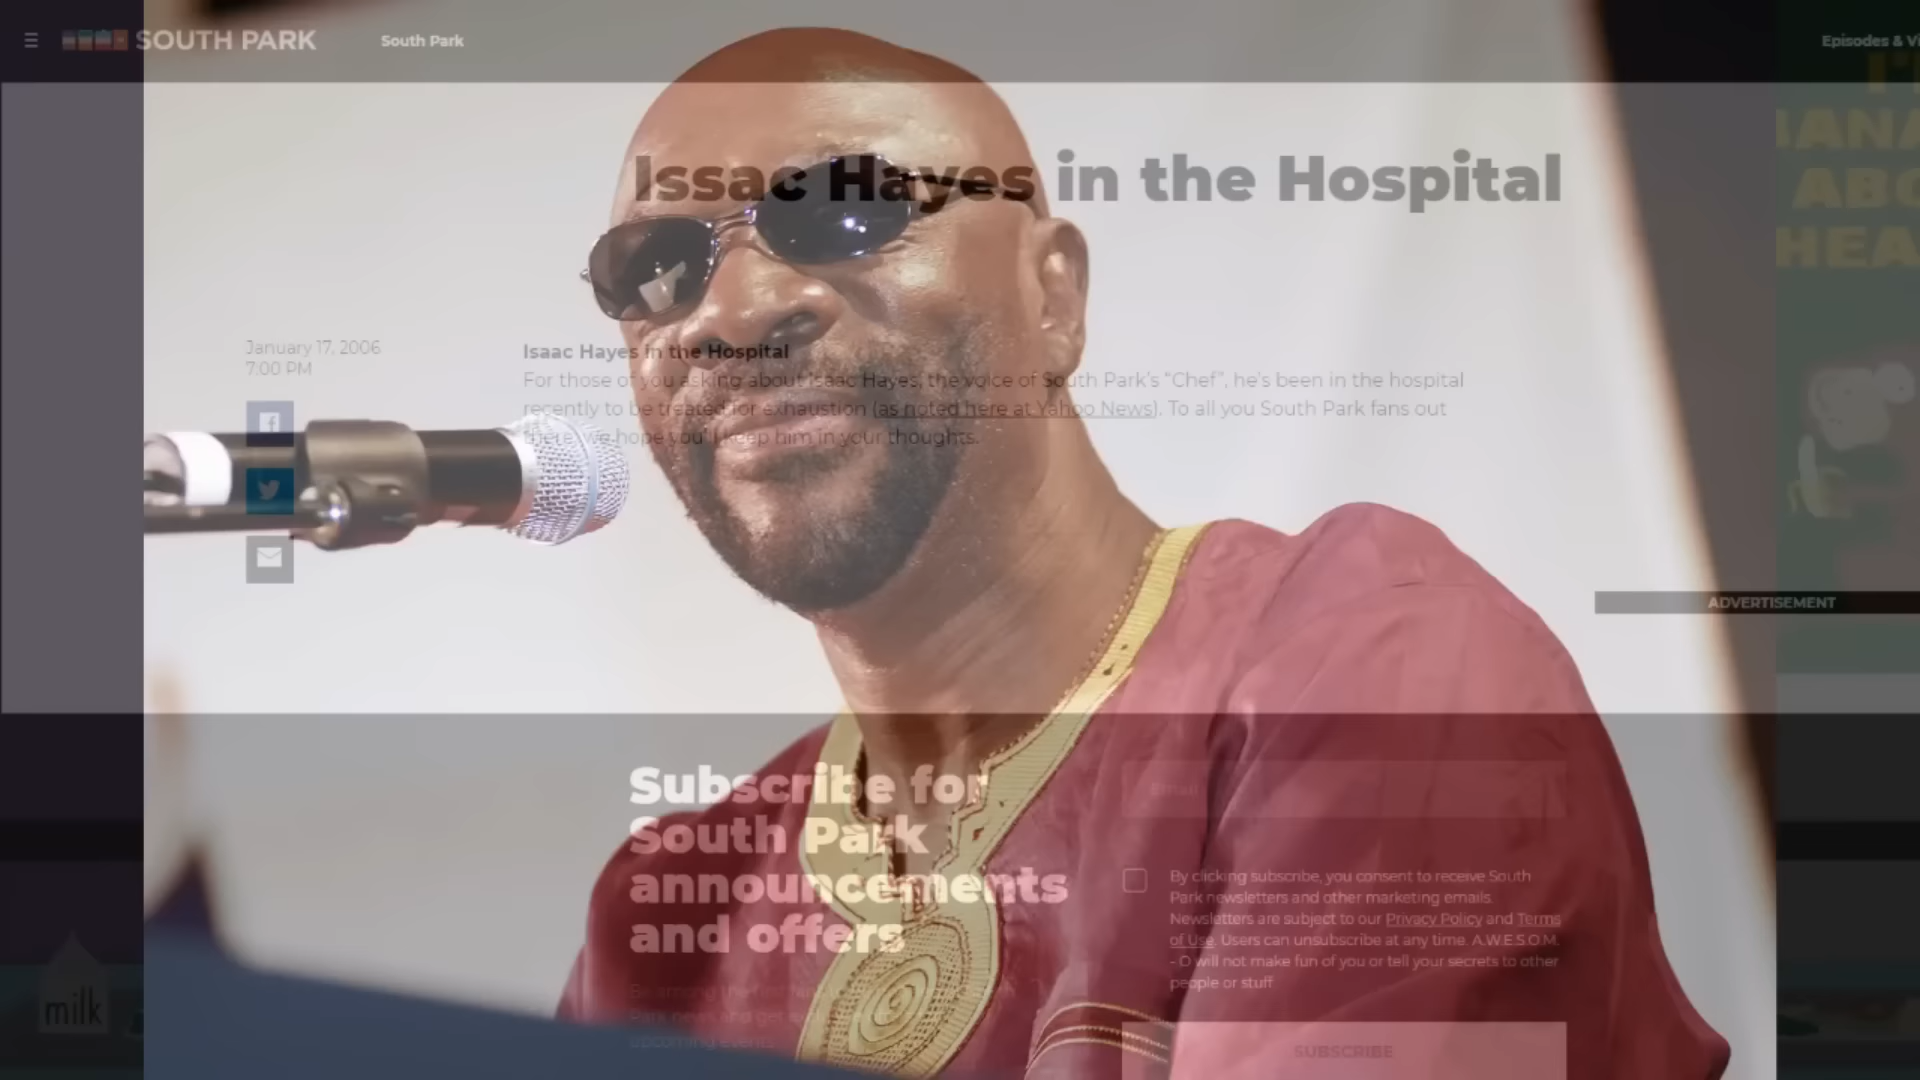 SOUTH PARK
South Park
Episodes & Vi
Issac Hayes in the Hospital
January 17, 2006
7:00 PM
Isaac Hayes in the Hospital
For those of you asking about Isaac Hayes, the voice of South Park's “Chef”, he's been in the hospital
recently to be treated for exhaustion (as noted here at Yahoo News). To all you South Park fans out
there, we hope you'll keep him in your thoughts.
ADVERTISEMENT
Subscribe for
South Park
announcements
and offers
Email
By clicking subscribe, you consent to receive South
Park newsletters and other marketing emails.
Newsletters are subject to our Privacy Policy and Terms
of Use. Users can unsubscribe at any time. A.W.E.S.O.M.
- O will not make fun of you or tell your secrets to other
people or stuff
upcoming events
SUBSCRIBE
milk